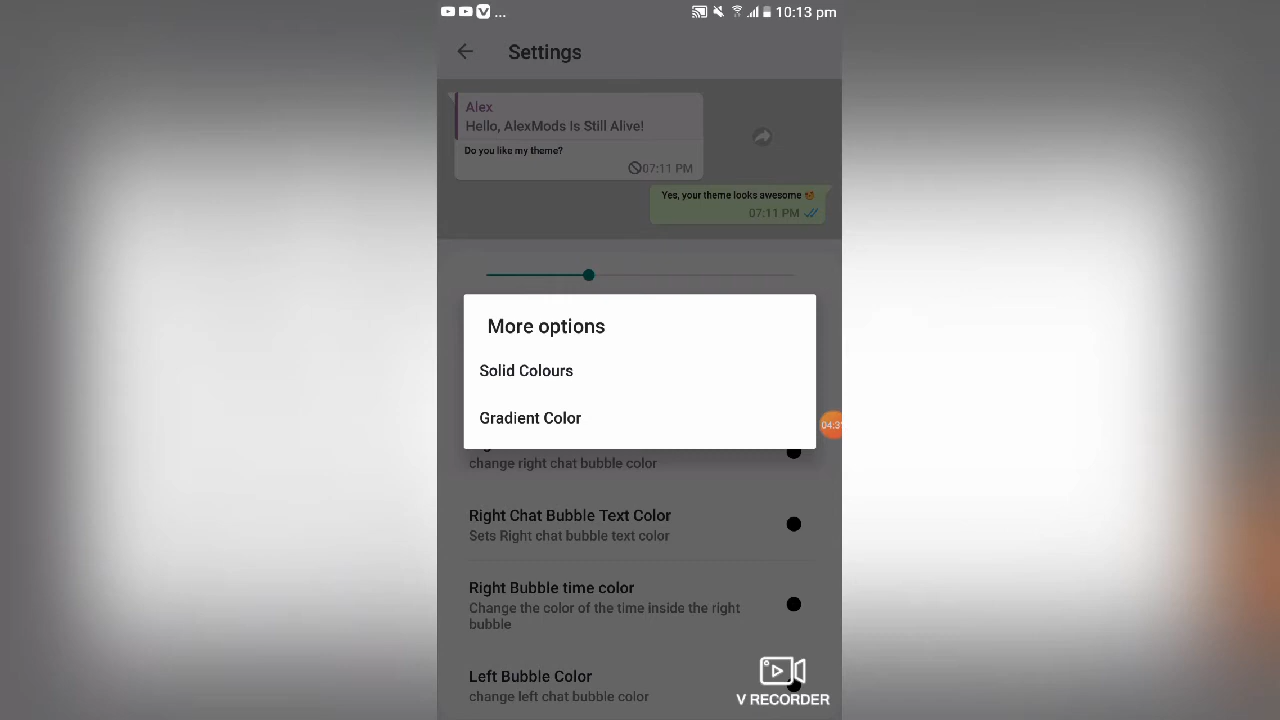 ... 10:13 pm
Settings
Alex
Hello, AlexMods Is Still Alive!
Do you like my theme?
07:11 PM
Yes, your theme looks awesome
07:11 PM
More options
Solid Colours
Gradient Color
change right chat bubble color
Right Chat Bubble Text Color
Sets Right chat bubble text color
Right Bubble time color
Change the color of the time inside the right
bubble
Left Bubble Color
change left chat bubble color
V RECORDER